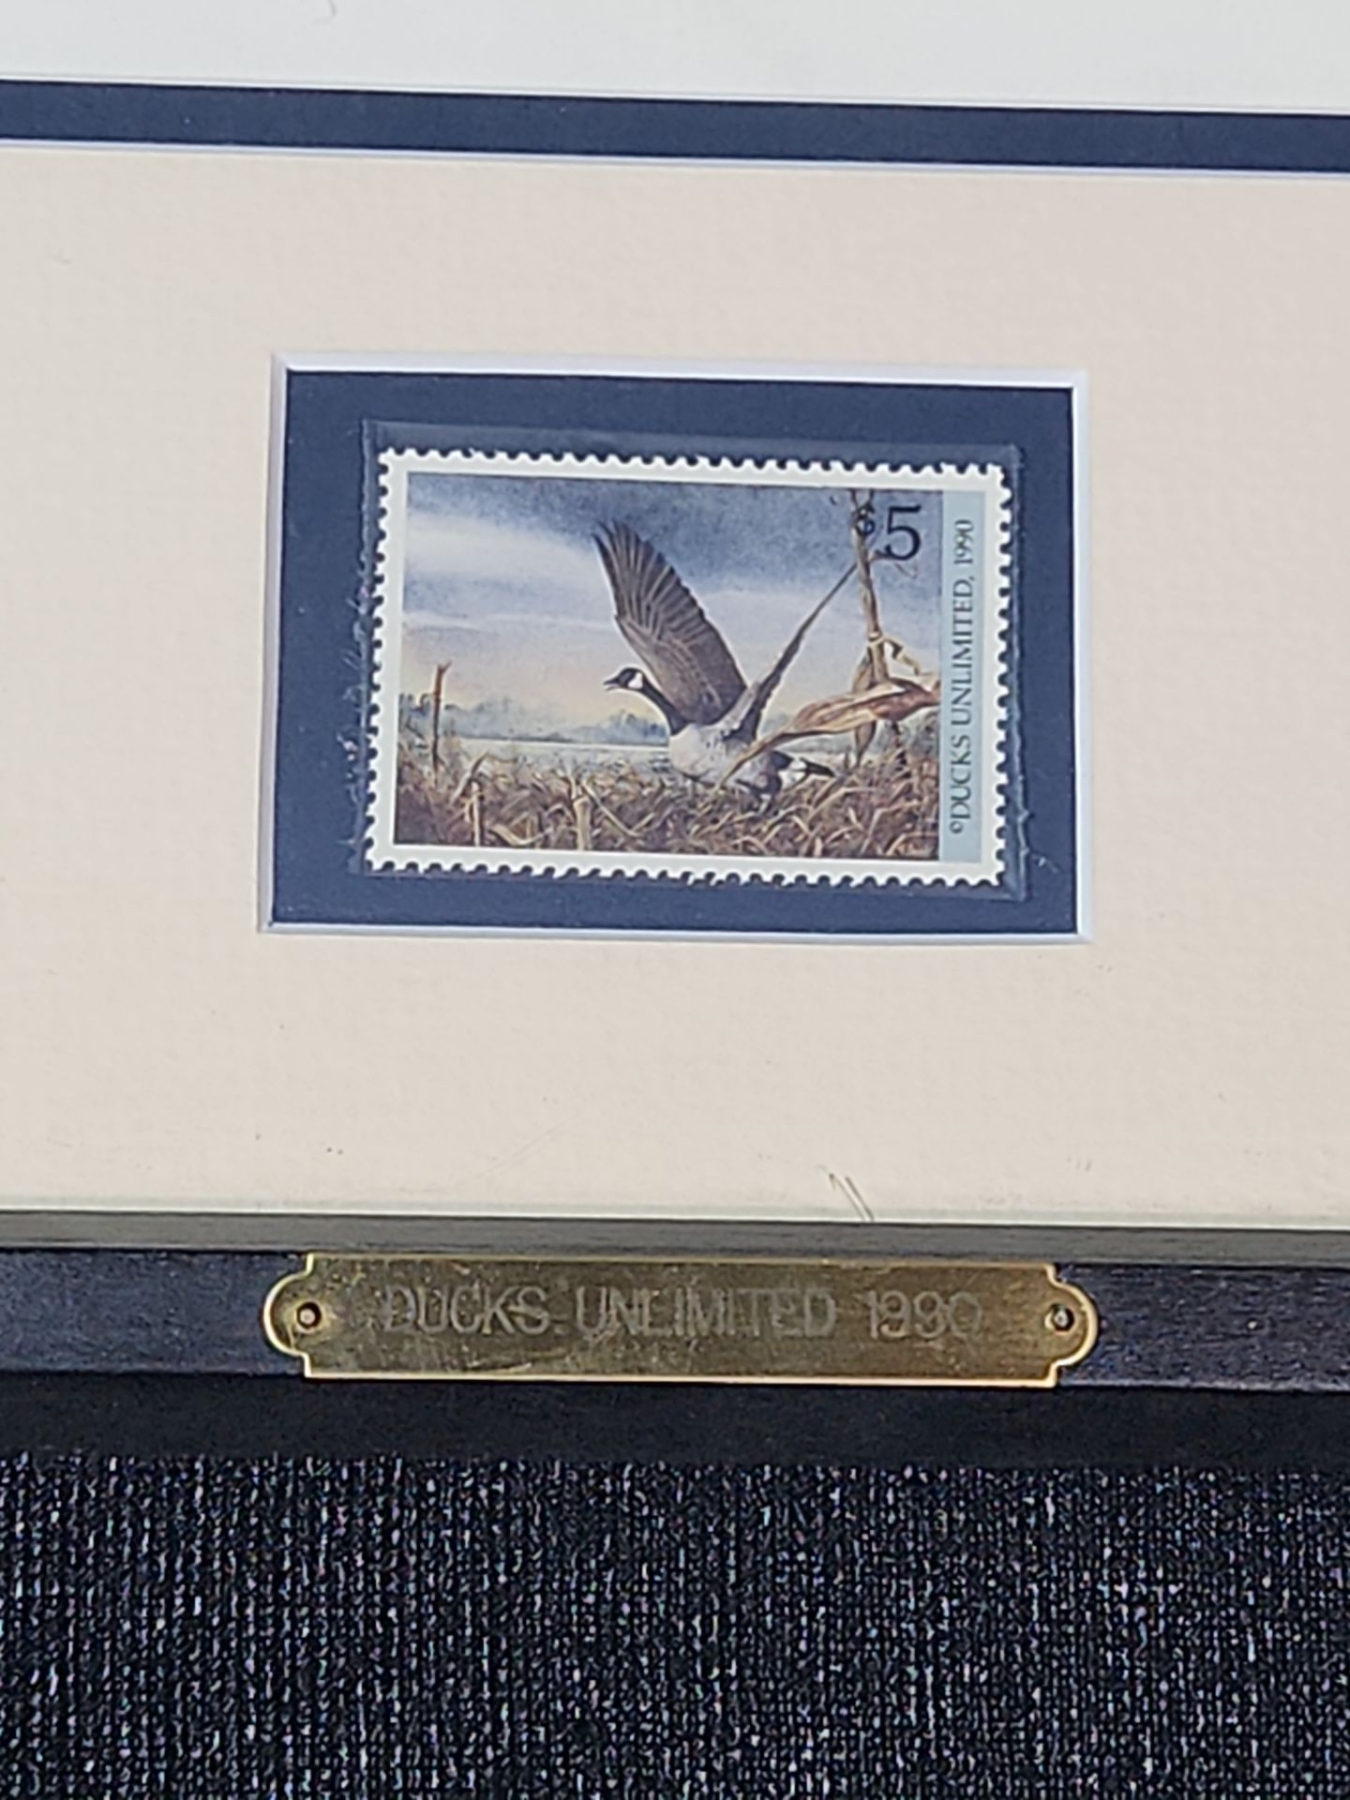 $5
©DUCKS UNLIMITED, 1990
DUCKS UNLIMITED 1990